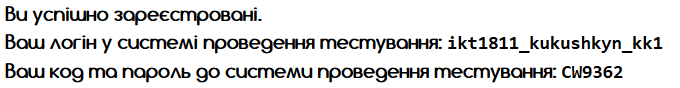 Ви успішно зареєстровані.
Ваш логін у системі проведення тестування: ikt1811_kukushkyn_kk1
Ваш код та пароль до системи проведення тестування: CW9362